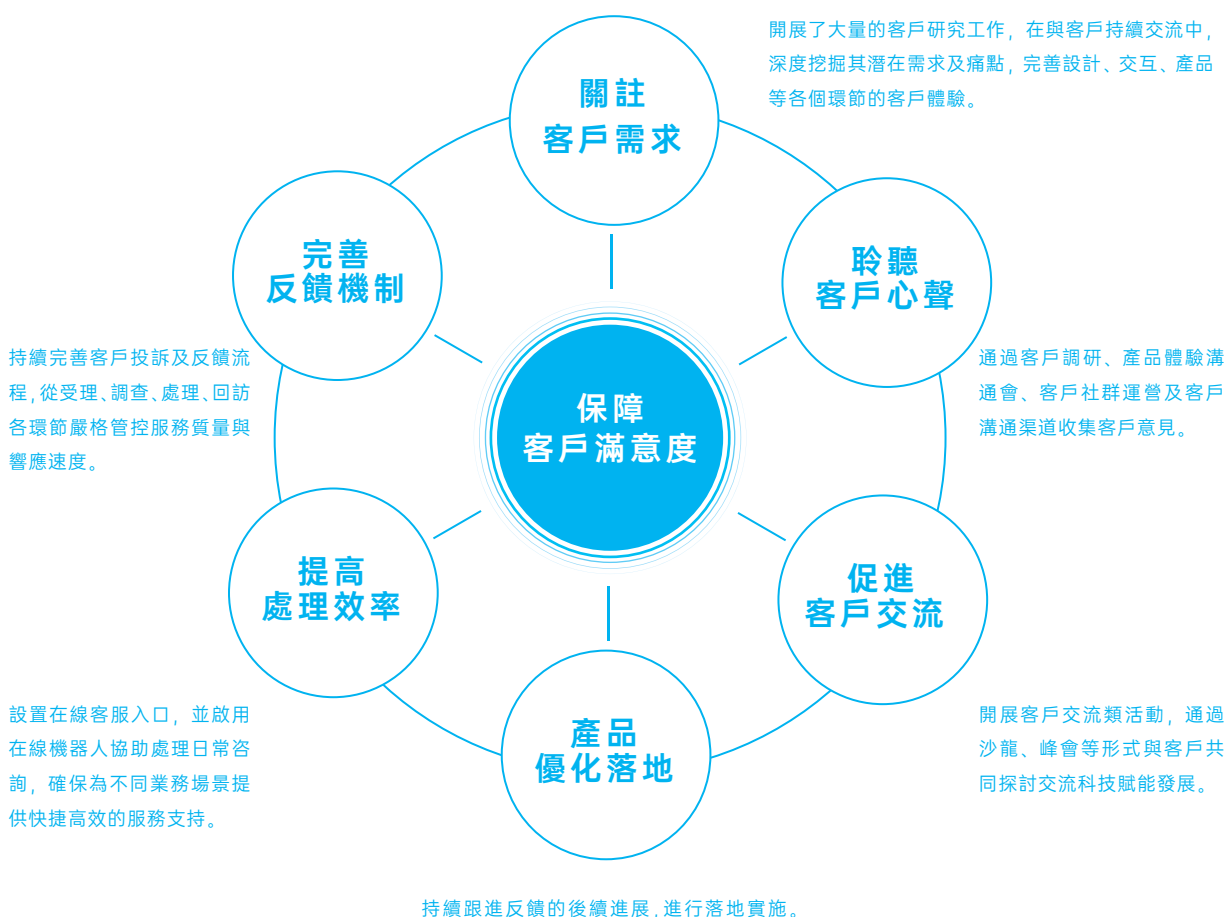 開展了大量的客戶研究工作，在與客戶持續交流中，
深度挖掘其潛在需求及痛點，完善設計、交互、產品
等各個環節的客戶體驗。
關註
客戶需求
聆聽
客戶心聲
通過客戶調研、產品體驗溝
通會、客戶社群運營及客戶
溝通渠道收集客戶意見。
促進
客戶交流
開展客戶交流類活動，通過
沙龍、峰會等形式與客戶共
同探討交流科技賦能發展。
產品
優化落地
持續跟進反饋的後續進展,進行落地實施。
提高
處理效率
設置在線客服入口，並啟用
在線機器人協助處理日常咨
詢，確保為不同業務場景提
供快捷高效的服務支持。
完善
反饋機制
持續完善客戶投訴及反饋流
程,從受理、調查、處理、回訪
各環節嚴格管控服務質量與
響應速度。
保障
客戶滿意度